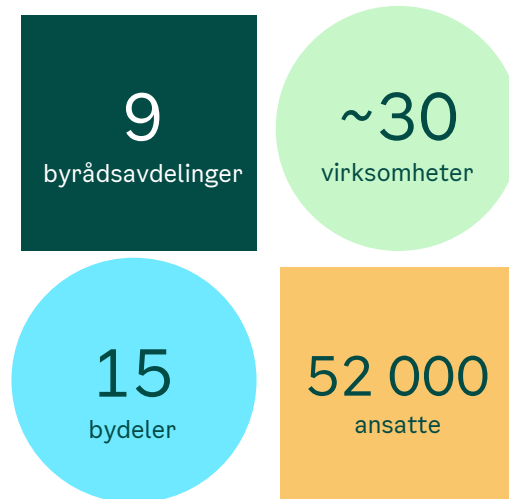 9
byrådsavdelinger
~30
virksomheter
15
bydeler
52 000
ansatte